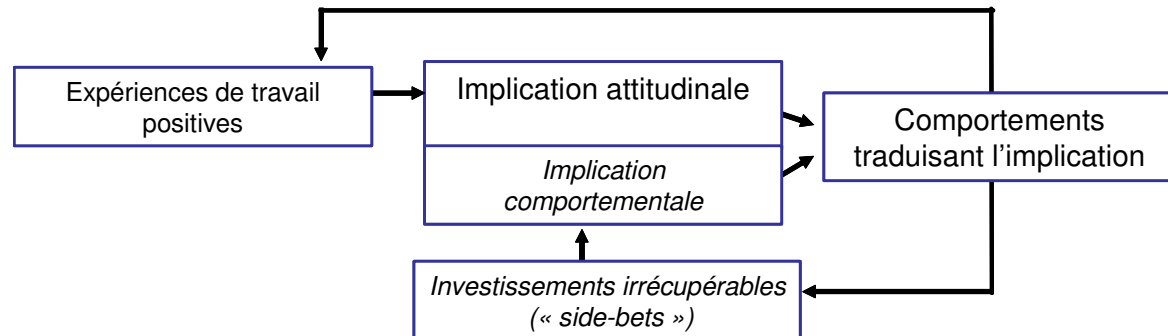 Expériences de travail
positives
Implication attitudinale
Implication
comportementale
Comportements
traduisant l’implication
Investissements irrécupérables
(« side-bets »)